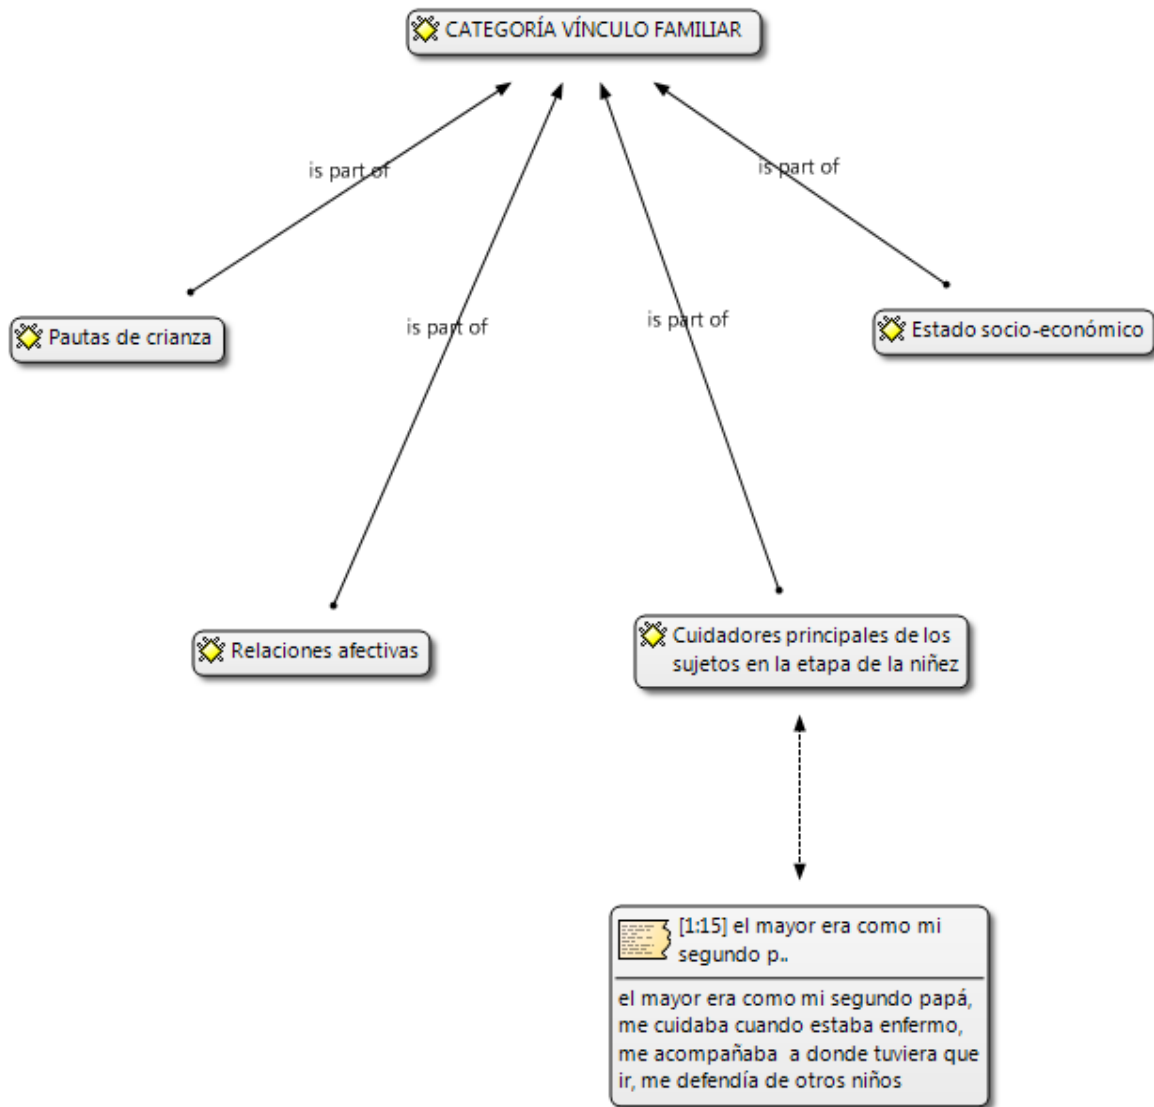 CATEGORÍA VÍNCULO FAMILIAR
is part of
is part of
is part of
is part of
Pautas de crianza
Estado socio-económico
Relaciones afectivas
Cuidadores principales de los
sujetos en la etapa de la niñez
[1:15] el mayor era como mi
segundo p..
el mayor era como mi segundo papá,
me cuidaba cuando estaba enfermo,
me acompañaba a donde tuviera que
ir, me defendía de otros niños